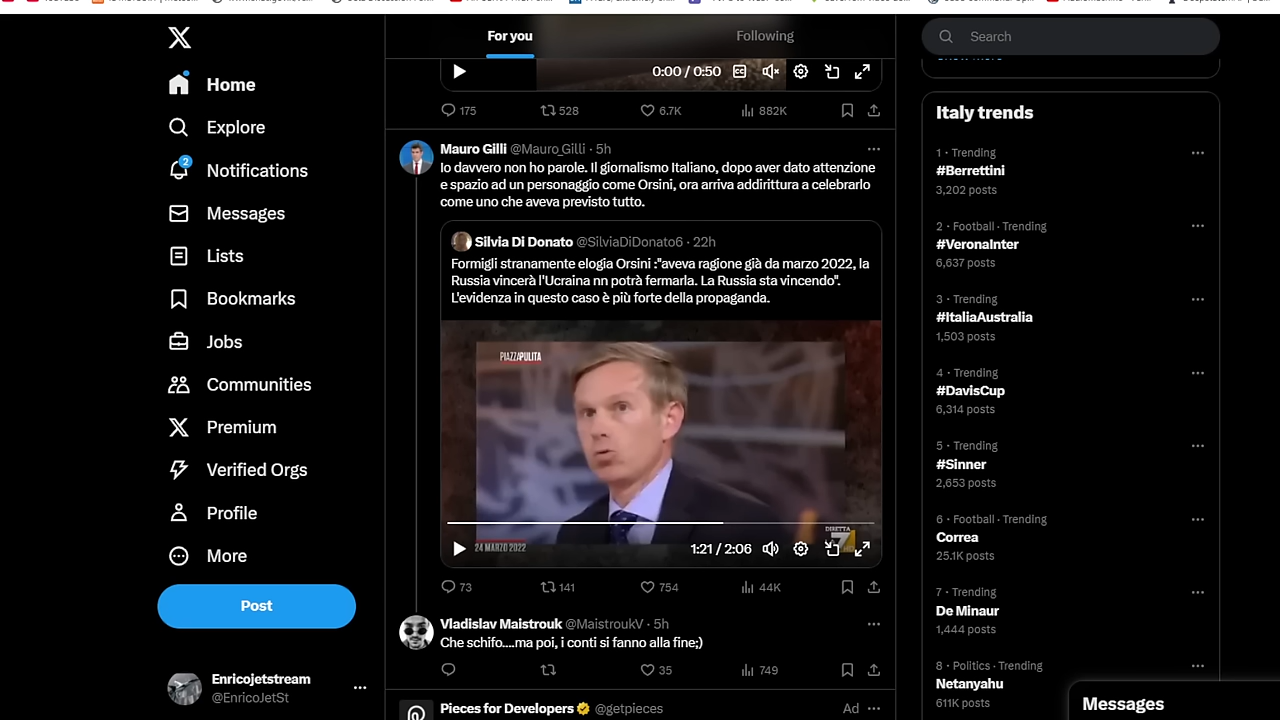 For you
Following
Search
Home
Explore
2
Notifications
Messages
Lists
Bookmarks
Jobs
Communities
Premium
Verified Orgs
Profile
More
Post
Enricojetstream
@EnricoJetSt
0:00 / 0:50
175 528 6.7K 882K
Mauro Gilli @Mauro_Gilli · 5h
Io davvero non ho parole. Il giornalismo Italiano, dopo aver dato attenzione
e spazio ad un personaggio come Orsini, ora arriva addirittura a celebrarlo
come uno che aveva previsto tutto.
Silvia Di Donato @SilviaDiDonato6 · 22h
Formigli stranamente elogia Orsini :"aveva ragione già da marzo 2022, la
Russia vincerà l'Ucraina nn potrà fermarla. La Russia sta vincendo".
L'evidenza in questo caso è più forte della propaganda.
PIAZZAPULITA
24 MARZO 2022
DIRETTA
7
1:21 / 2:06
73 141 754 44K
Vladislav Maistrouk @MaistroukV · 5h
Che schifo....ma poi, i conti si fanno alla fine;)
35 749
Pieces for Developers @getpieces Ad
Show more
Italy trends
1 · Trending
#Berrettini
3,202 posts
2 · Football · Trending
#VeronaInter
6,637 posts
3 · Trending
#ItaliaAustralia
1,503 posts
4 · Trending
#DavisCup
6,314 posts
5 · Trending
#Sinner
2,653 posts
6 · Football · Trending
Correa
25.1K posts
7 · Trending
De Minaur
1,444 posts
8 · Politics · Trending
Netanyahu
611K posts
Messages